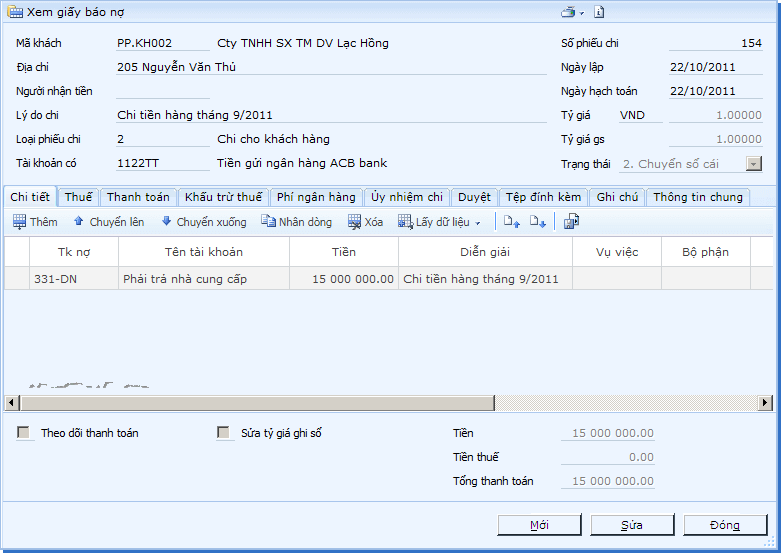 Xem giấy báo nợ
Mã khách PP.KH002 Cty TNHH SX TM DV Lạc Hồng Số phiếu chi 154
Địa chỉ 205 Nguyễn Văn Thủ Ngày lập 22/10/2011
Người nhận tiền Ngày hạch toán 22/10/2011
Lý do chi Chi tiền hàng tháng 9/2011 Tỷ giá VND 1.00000
Loại phiếu chi 2 Chi cho khách hàng Tỷ giá gs 1.00000
Tài khoản có 1122TT Tiền gửi ngân hàng ACB bank Trạng thái 2. Chuyển sổ cái
Chi tiết Thuế Thanh toán Khấu trừ thuế Phí ngân hàng Ủy nhiệm chi Duyệt Tệp đính kèm Ghi chú Thông tin chung
Thêm Chuyển lên Chuyển xuống Nhân dòng Xóa Lấy dữ liệu
Tk nợ Tên tài khoản Tiền Diễn giải Vụ việc Bộ phận
331-DN Phải trả nhà cung cấp 15 000 000.00 Chi tiền hàng tháng 9/2011
Theo dõi thanh toán Sửa tỷ giá ghi sổ Tiền 15 000 000.00
Tiền thuế 0.00
Tổng thanh toán 15 000 000.00
Mới Sửa Đóng